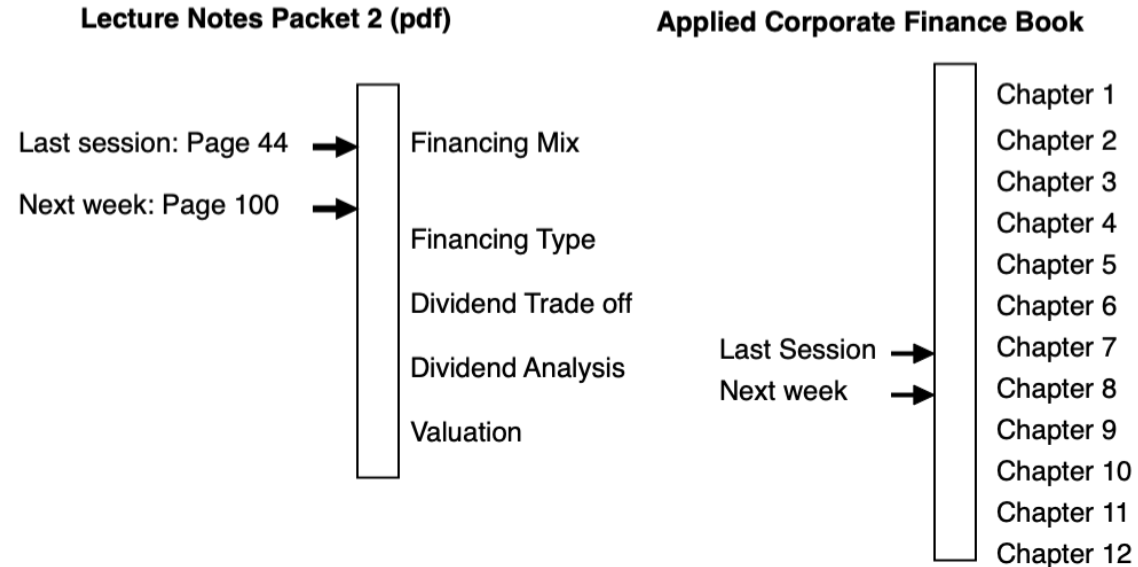 Lecture Notes Packet 2 (pdf)
Last session: Page 44
Next week: Page 100
Financing Mix
Financing Type
Dividend Trade off
Dividend Analysis
Valuation
Applied Corporate Finance Book
Last Session
Next week
Chapter 1
Chapter 2
Chapter 3
Chapter 4
Chapter 5
Chapter 6
Chapter 7
Chapter 8
Chapter 9
Chapter 10
Chapter 11
Chapter 12